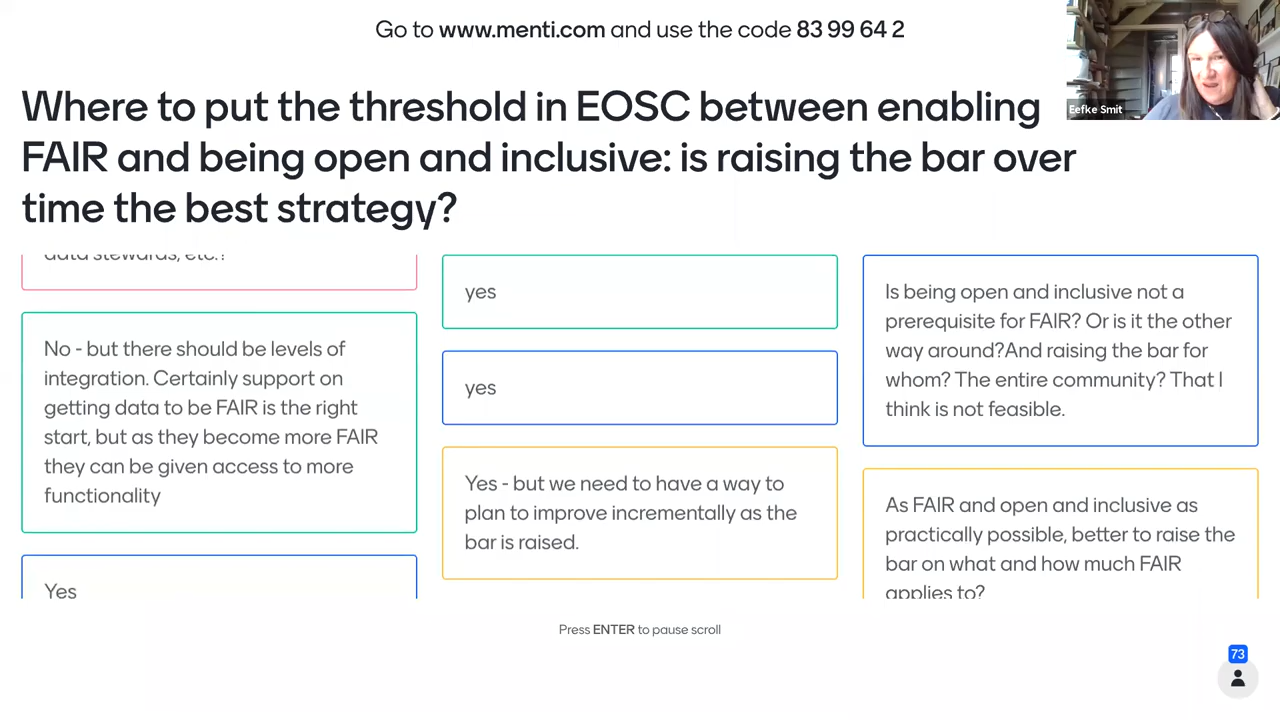 Go to www.menti.com and use the code 83 99 64 2
Eefke Smit
Where to put the threshold in EOSC between enabling
FAIR and being open and inclusive: is raising the bar over
time the best strategy?
data stewards, etc.?
No - but there should be levels of
integration. Certainly support on
getting data to be FAIR is the right
start, but as they become more FAIR
they can be given access to more
functionality
Yes
yes
yes
Yes - but we need to have a way to
plan to improve incrementally as the
bar is raised.
Is being open and inclusive not a
prerequisite for FAIR? Or is it the other
way around?And raising the bar for
whom? The entire community? That I
think is not feasible.
As FAIR and open and inclusive as
practically possible, better to raise the
bar on what and how much FAIR
applies to?
Press ENTER to pause scroll
73